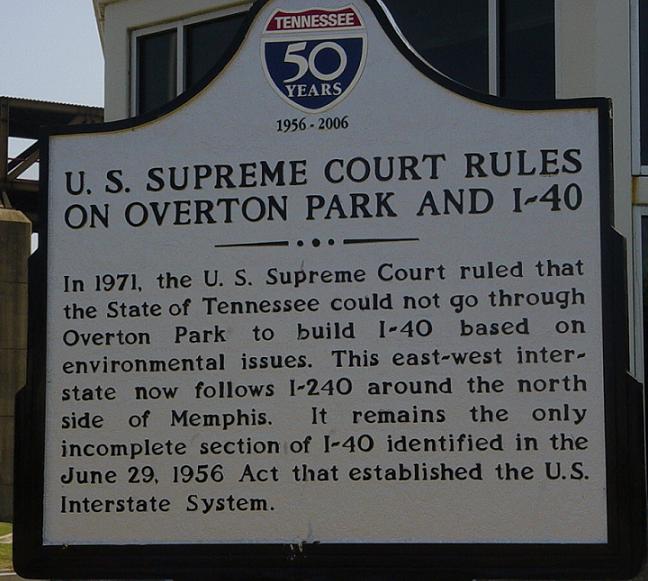 TENNESSEE
50
YEARS
1956 - 2006
U. S. SUPREME COURT RULES
ON OVERTON PARK AND I-40
In 1971, the U. S. Supreme Court ruled that
the State of Tennessee could not go through
Overton Park to build I-40 based on
environmental issues. This east-west inter-
state now follows I-240 around the north
side of Memphis. It remains the only
incomplete section of I-40 identified in the
June 29, 1956 Act that established the U.S.
Interstate System.